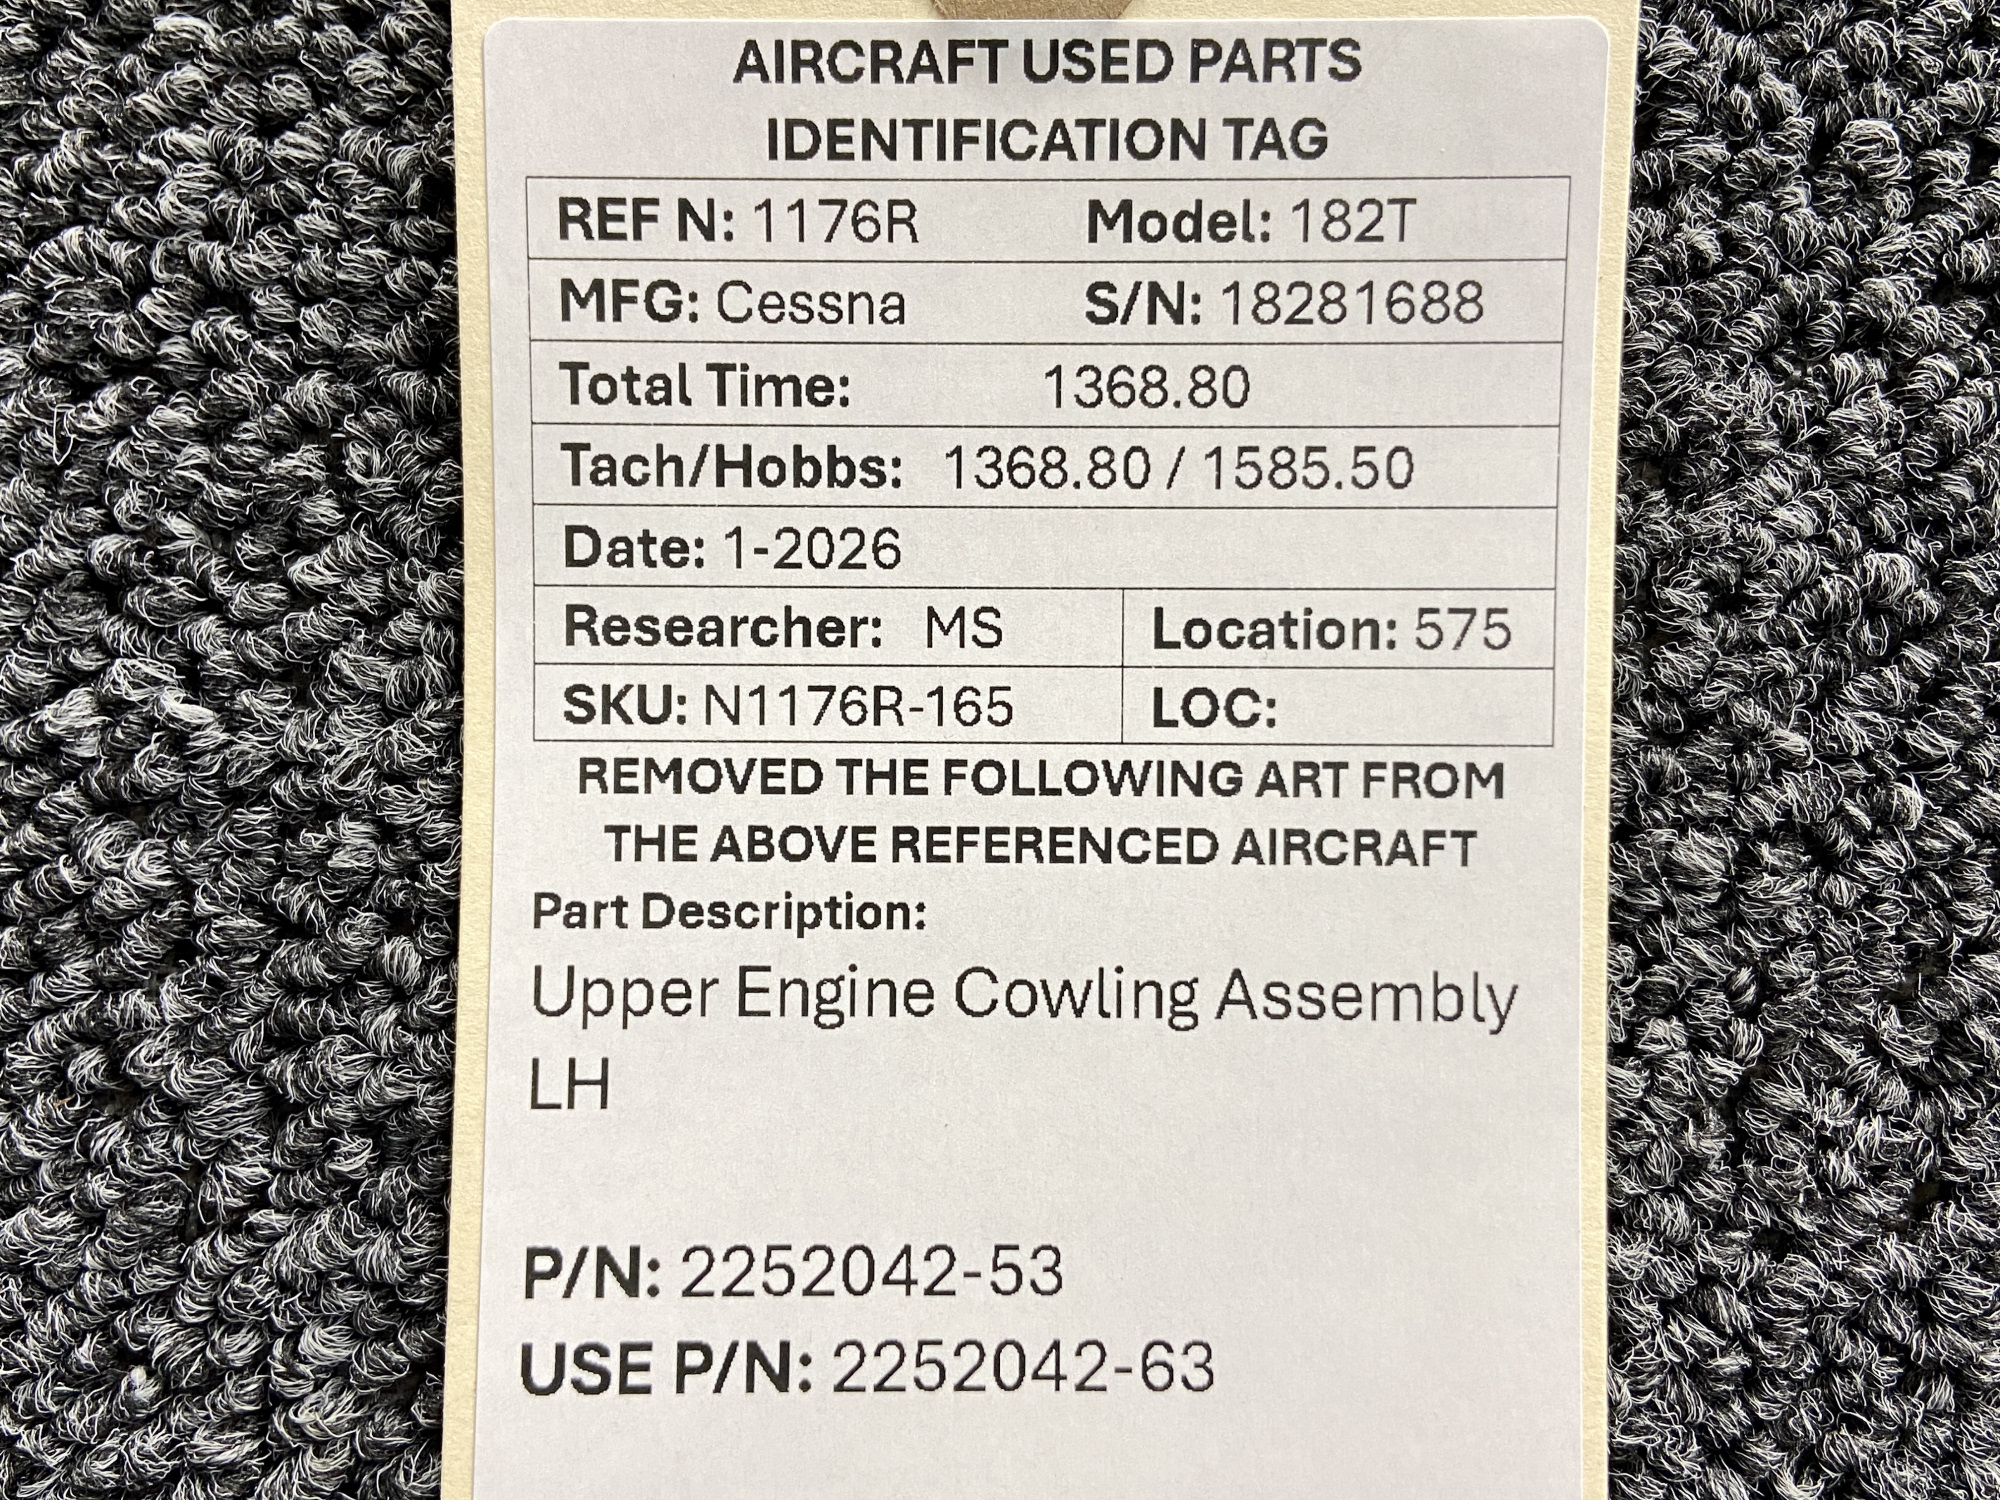 AIRCRAFT USED PARTS
IDENTIFICATION TAG
REF N: 1176R Model: 182T
MFG: Cessna S/N: 18281688
Total Time: 1368.80
Tach/Hobbs: 1368.80 / 1585.50
Date: 1-2026
Researcher: MS Location: 575
SKU: N1176R-165 LOC:
REMOVED THE FOLLOWING ART FROM
THE ABOVE REFERENCED AIRCRAFT
Part Description:
Upper Engine Cowling Assembly
LH
P/N: 2252042-53
USE P/N: 2252042-63